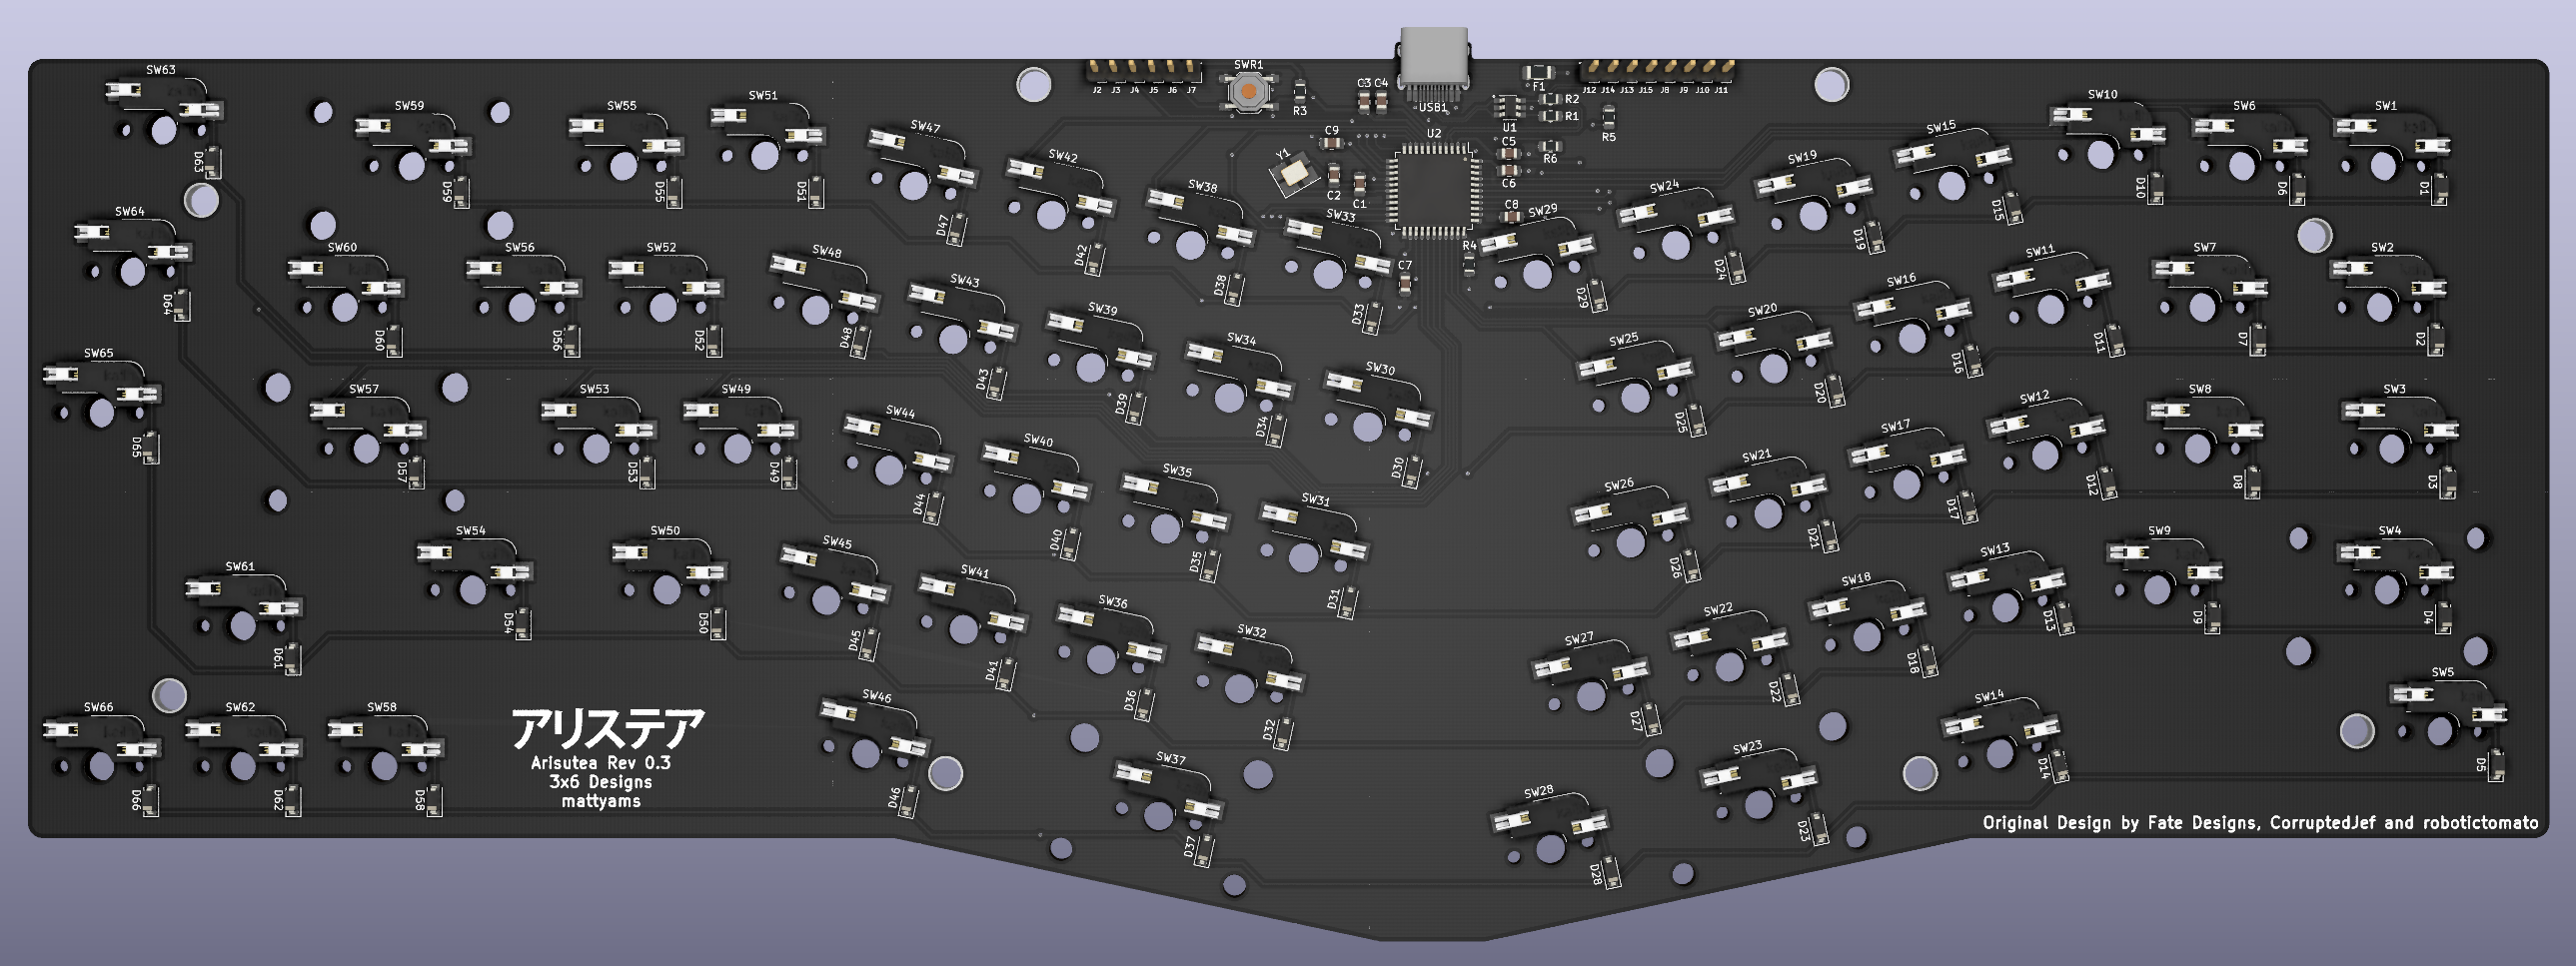 SW63
SW59
SW55
SW51
SW47
SW42
SW38
SW33
J2 J3 J4 J5 J6 J7
SWR1
R3
C3 C4
USB1
F1
J12 J14 J13 J15 J8 J9 J10 J11
R2
R1
U1
R5
R6
U2
C9
Y1
C2
C1
C5
C6
C8
R4
C7
SW29
SW24
SW19
SW15
SW10
SW6
SW1
D63
D59
D55
D51
D47
D42
D38
D33
D29
D24
D19
D15
D10
D6
D1
SW64
SW60
SW56
SW52
SW48
SW43
SW39
SW34
SW30
SW25
SW20
SW16
SW11
SW7
SW2
D64
D60
D56
D52
D48
D43
D39
D34
D30
D25
D20
D16
D11
D7
D2
SW65
SW57
SW53
SW49
SW44
SW40
SW35
SW31
SW26
SW21
SW17
SW12
SW8
SW3
D65
D57
D53
D49
D44
D40
D35
D31
D26
D21
D17
D12
D8
D3
SW61
SW54
SW50
SW45
SW41
SW36
SW32
SW27
SW22
SW18
SW13
SW9
SW4
D61
D54
D50
D45
D41
D36
D32
D27
D22
D18
D13
D9
D4
SW66
SW62
SW58
SW46
SW37
SW28
SW23
SW14
SW5
D66
D62
D58
D46
D37
D28
D23
D14
D5
アリステア
Arisutea Rev 0.3
3x6 Designs
mattyams
Original Design by Fate Designs, CorruptedJef and robotictomato